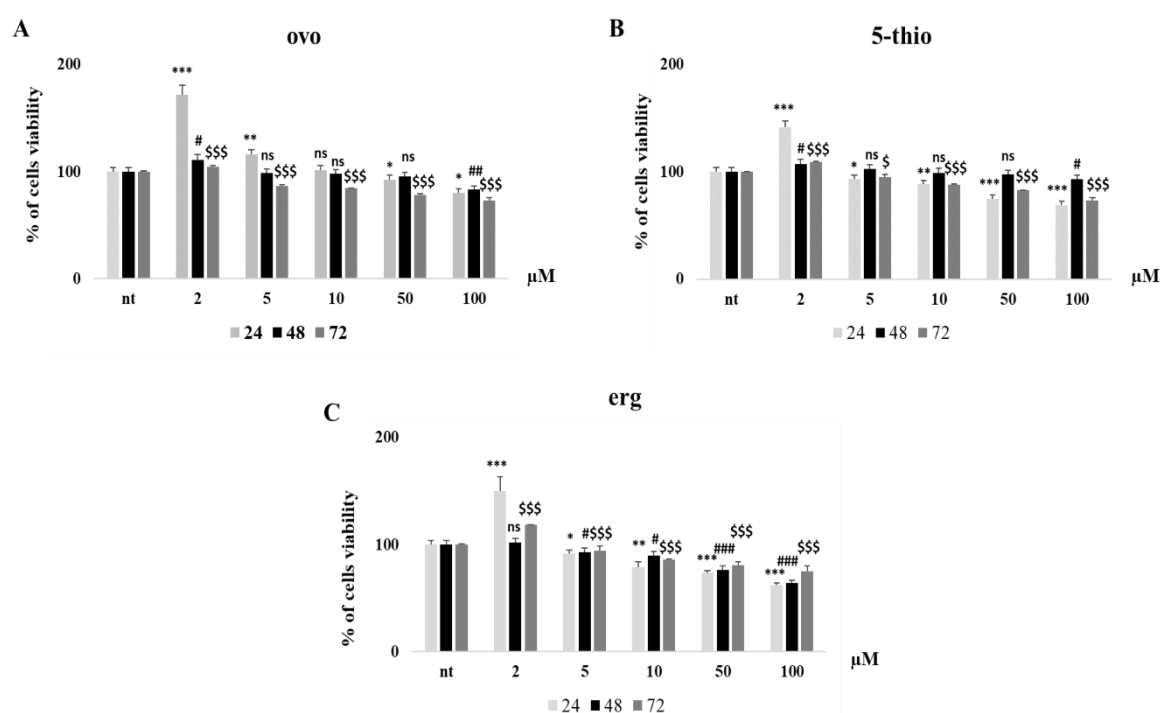 A
ovo
% of cells viability
200
100
0
***
#
$$$
**
ns
$$$
ns
ns
$$$
*
ns
$$$
*
##
$$$
nt 2 5 10 50 100
µM
24 48 72
B
5-thio
% of cells viability
200
100
0
***
#
$$$
*
ns
$
**
ns
$$$
***
ns
$$$
***
#
$$$
nt 2 5 10 50 100
µM
24 48 72
C
erg
% of cells viability
200
100
0
***
ns
$$$
*
#
$$$
**
#
$$$
***
###
$$$
***
###
$$$
nt 2 5 10 50 100
µM
24 48 72